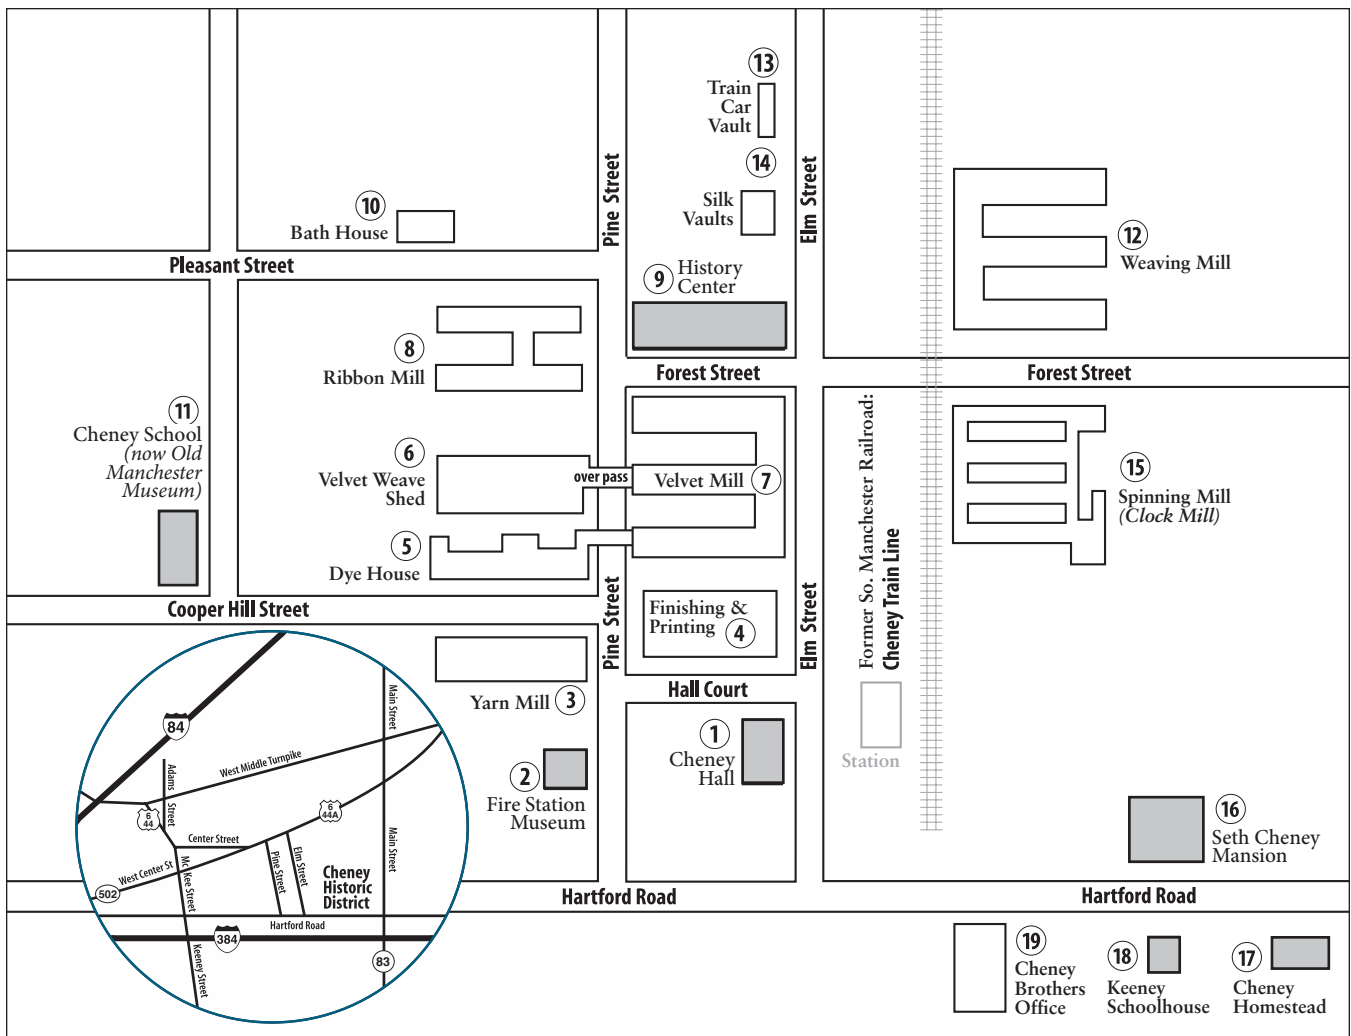 13
Train
Car
Vault
14
Silk
Vaults
Pine Street
Elm Street
10
Bath House
Pleasant Street
9 History
Center
12
Weaving Mill
8
Ribbon Mill
Forest Street
Forest Street
11
Cheney School
(now Old
Manchester
Museum)
6
Velvet Weave
Shed
over pass
Velvet Mill 7
15
Spinning Mill
(Clock Mill)
5
Dye House
Former So. Manchester Railroad:
Cheney Train Line
Cooper Hill Street
Pine Street
Finishing &
Printing 4
Elm Street
Hall Court
Yarn Mill 3
1
Cheney
Hall
Station
2
Fire Station
Museum
16
Seth Cheney
Mansion
Hartford Road
Hartford Road
19
Cheney
Brothers
Office
18
Keeney
Schoolhouse
17
Cheney
Homestead
84
Main Street
West Middle Turnpike
Adams Street
6
44
6
44A
Center Street
Main Street
West Center St
Mc Kee Street
Pine Street
Elm Street
Cheney
Historic
District
502
Hartford Road
384
Keeney Street
83